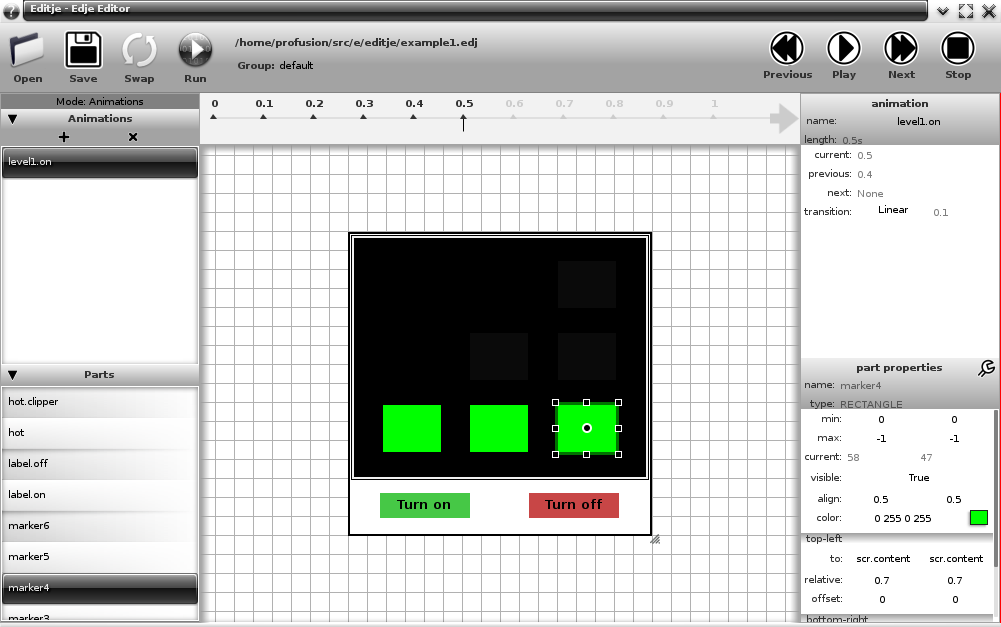 Editje - Edje Editor
Open Save Swap Run
/home/profusion/src/e/editje/example1.edj
Group: default
Previous Play Next Stop
Mode: Animations
Animations
level1.on
Parts
hot.clipper
hot
label.off
label.on
marker6
marker5
marker4
marker3
0 0.1 0.2 0.3 0.4 0.5 0.6 0.7 0.8 0.9 1
Turn on Turn off
animation
name: level1.on
length: 0.5s
current: 0.5
previous: 0.4
next: None
transition: Linear 0.1
part properties
name: marker4
type: RECTANGLE
min: 0 0
max: -1 -1
current: 58 47
visible: True
align: 0.5 0.5
color: 0 255 0 255
top-left
to: scr.content scr.content
relative: 0.7 0.7
offset: 0 0
bottom-right